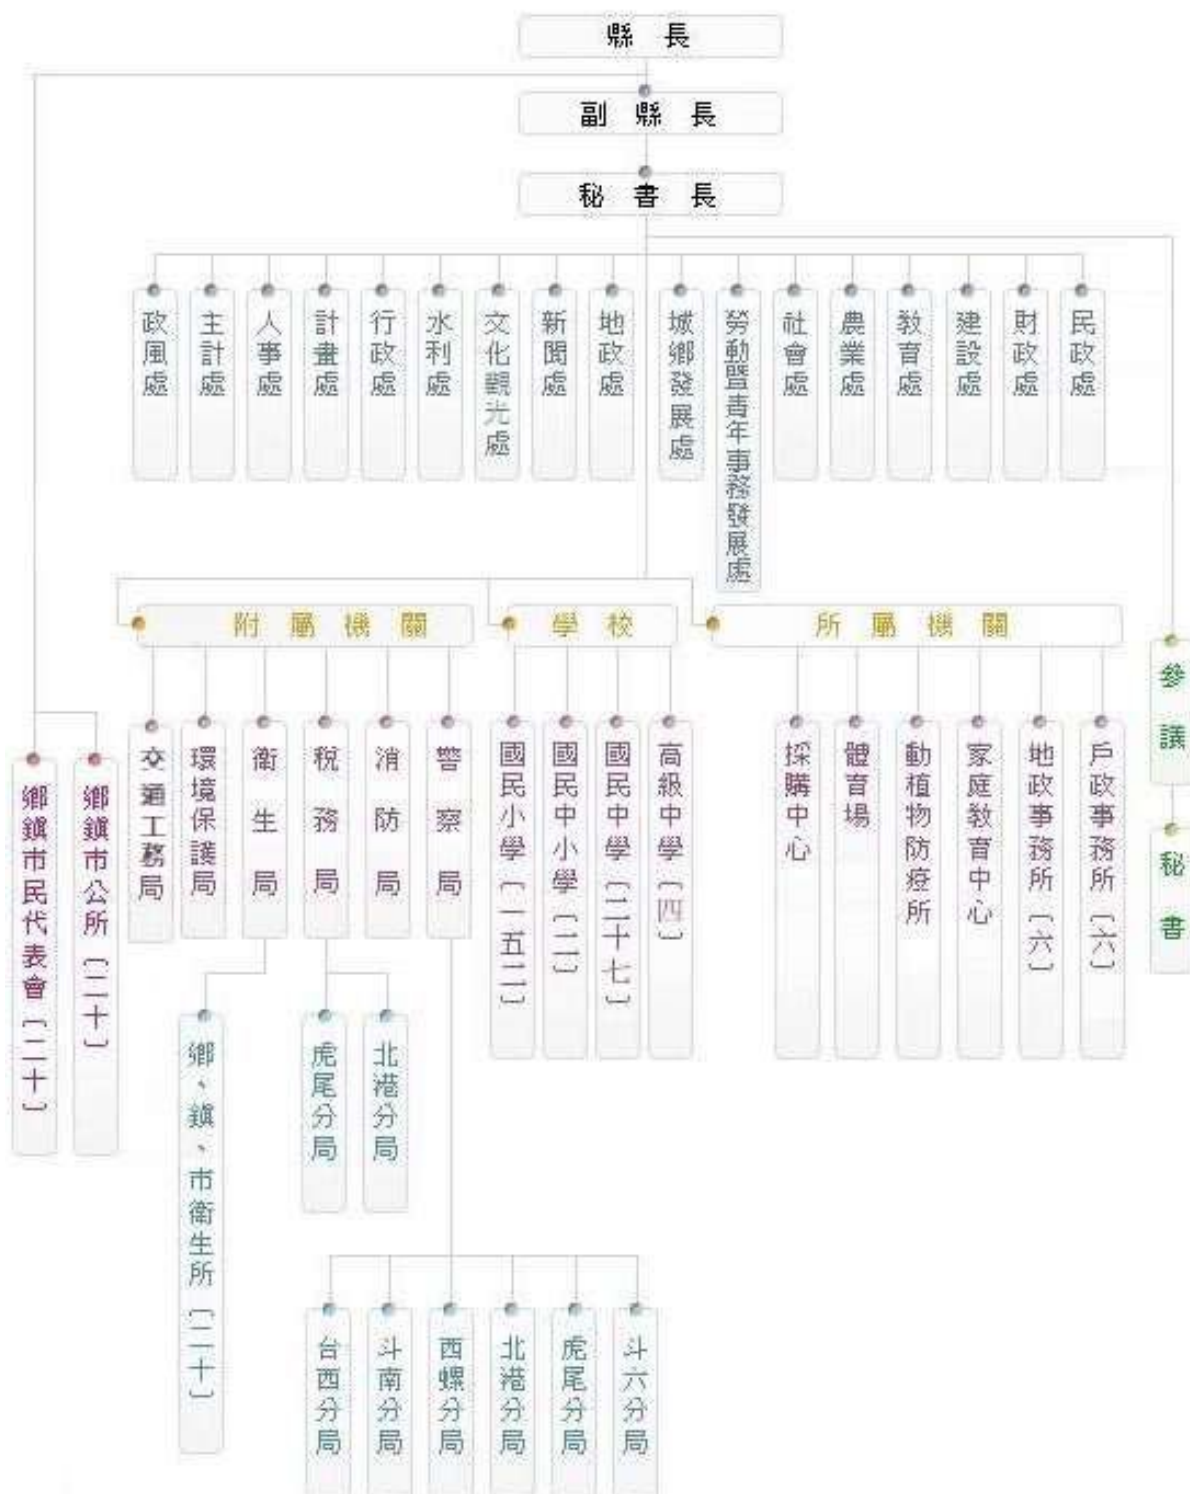 縣長
副縣長
秘書長
政風處
主計處
人事處
計畫處
行政處
水利處
文化觀光處
新聞處
地政處
城鄉發展處
勞動暨青年事務發展處
社會處
農業處
教育處
建設處
財政處
民政處
附屬機關
學校
所屬機關
參議
秘書
鄉鎮市民代表會〔二十〕
鄉鎮市公所〔二十〕
交通工務局
環境保護局
衛生局
稅務局
消防局
警察局
國民小學〔一五二〕
國民中小學〔二〕
國民中學〔二十七〕
高級中學〔四〕
採購中心
體育場
動植物防疫所
家庭教育中心
地政事務所〔六〕
戶政事務所〔六〕
鄉、鎮、市衛生所〔二十〕
虎尾分局
北港分局
台西分局
斗南分局
西螺分局
北港分局
虎尾分局
斗六分局